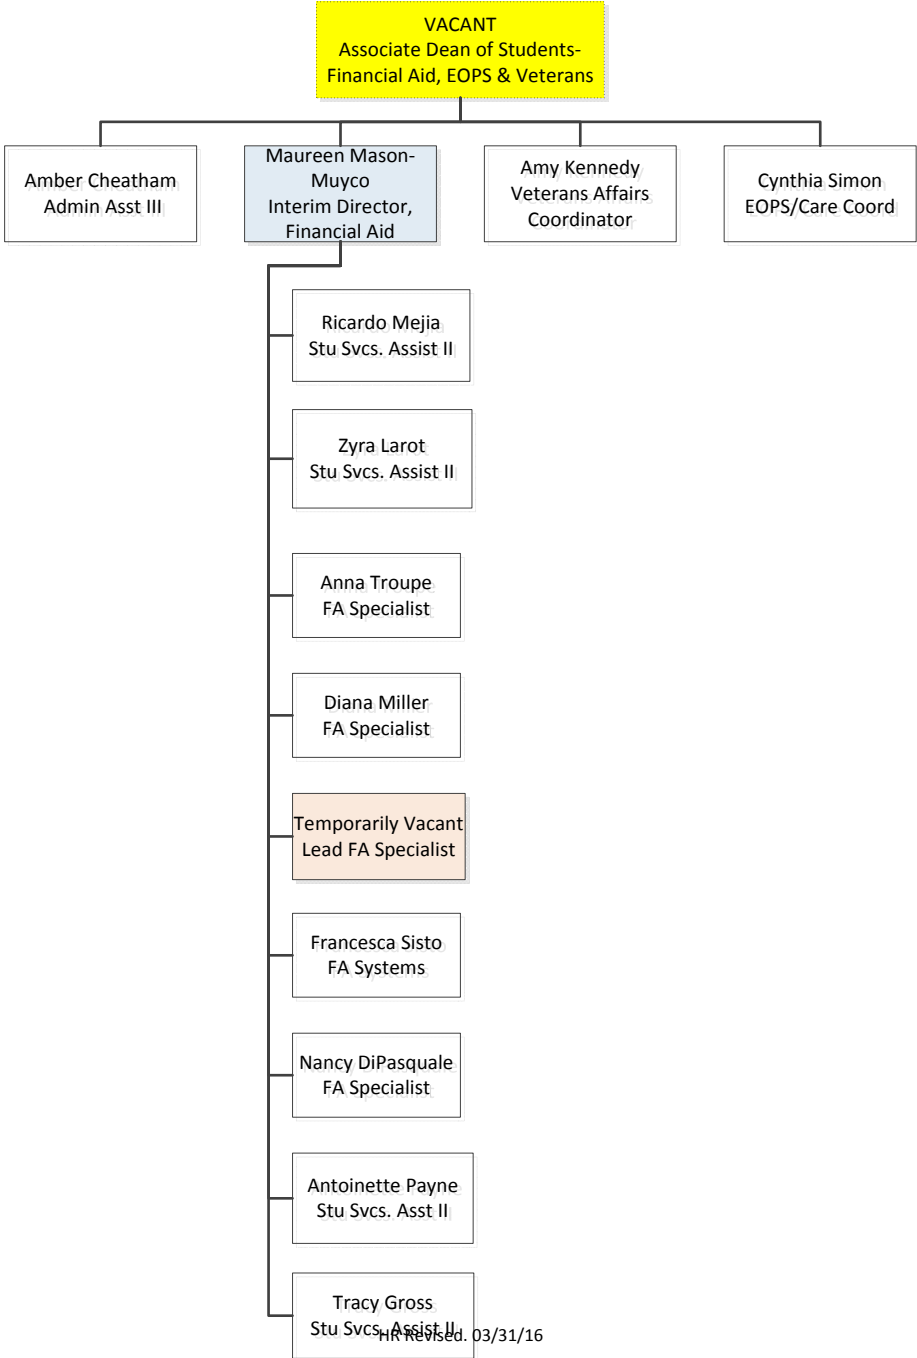 VACANT
Associate Dean of Students-
Financial Aid, EOPS & Veterans
Amber Cheatham
Admin Asst III
Maureen Mason-
Muyco
Interim Director,
Financial Aid
Amy Kennedy
Veterans Affairs
Coordinator
Cynthia Simon
EOPS/Care Coord
Ricardo Mejia
Stu Svcs. Assist II
Zyra Larot
Stu Svcs. Assist II
Anna Troupe
FA Specialist
Diana Miller
FA Specialist
Temporarily Vacant
Lead FA Specialist
Francesca Sisto
FA Systems
Nancy DiPasquale
FA Specialist
Antoinette Payne
Stu Svcs. Asst II
Tracy Gross
Stu Svcs. Assist II
HR Revised. 03/31/16